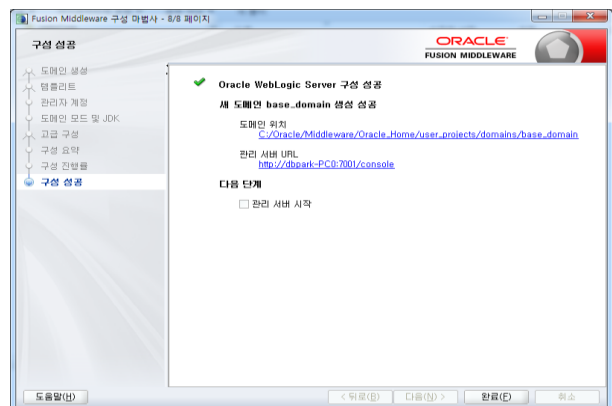 Fusion Middleware 구성 마법사 - 8/8 페이지
구성 성공
ORACLE
FUSION MIDDLEWARE
도메인 생성
템플리트
관리자 계정
도메인 모드 및 JDK
고급 구성
구성 요약
구성 진행률
구성 성공
Oracle WebLogic Server 구성 성공
새 도메인 base_domain 생성 성공
도메인 위치
C:/Oracle/Middleware/Oracle_Home/user_projects/domains/base_domain
관리 서버 URL
http://dbpark-PC0:7001/console
다음 단계
관리 서버 시작
도움말(H)
< 뒤로(B)
다음(N) >
완료(F)
취소